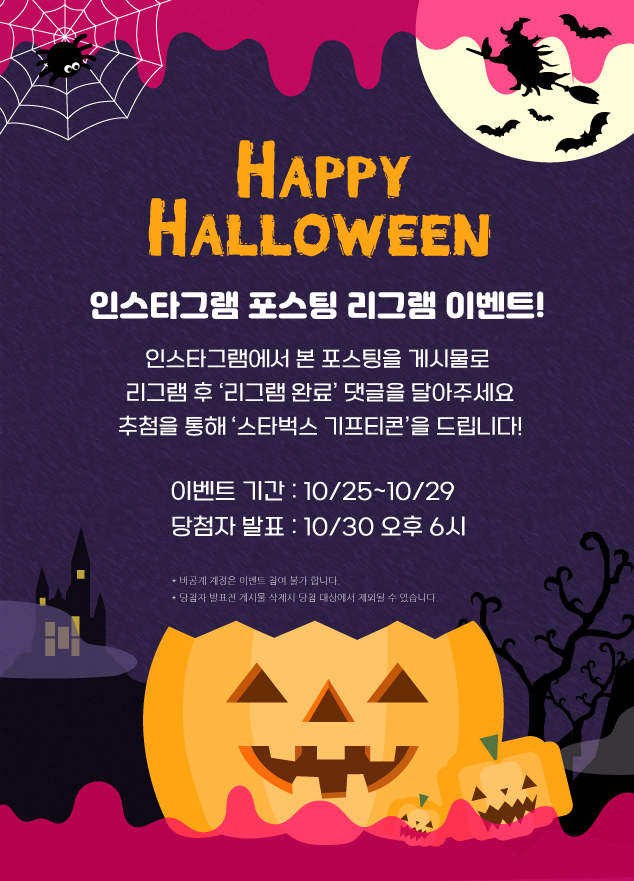 HAPPY
HALLOWEEN
인스타그램 포스팅 리그램 이벤트!
인스타그램에서 본 포스팅을 게시물로
리그램 후 ‘리그램 완료’ 댓글을 달아주세요
추첨을 통해 ‘스타벅스 기프티콘’을 드립니다!
이벤트 기간 : 10/25~10/29
당첨자 발표 : 10/30 오후 6시
* 비공계 계정은 이벤트 참여 불가 합니다.
* 당첨자 발표전 게시물 삭제시 당첨 대상에서 제외될 수 있습니다.